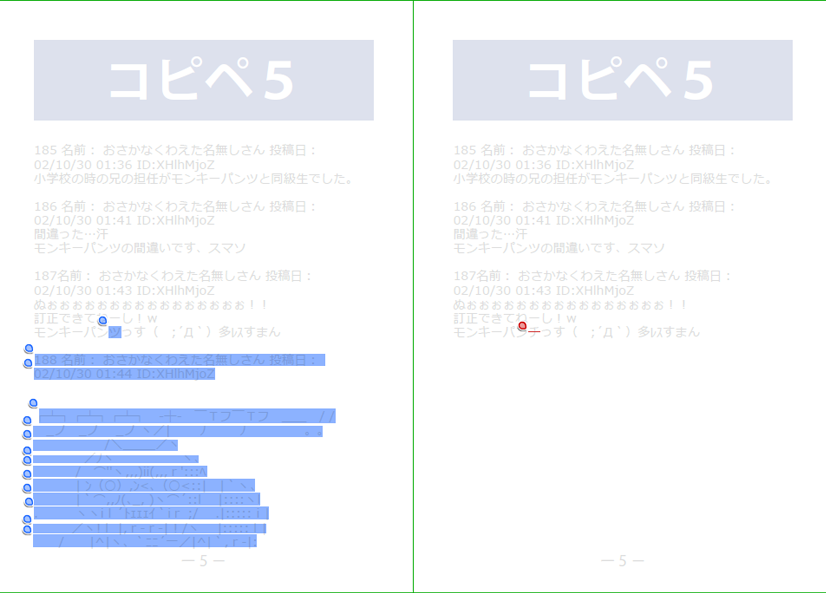 コピペ５
185 名前： おさかなくわえた名無しさん 投稿日：
02/10/30 01:36 ID:XHlhMjoZ
小学校の時の兄の担任がモンキーパンツと同級生でした。
186 名前： おさかなくわえた名無しさん 投稿日：
02/10/30 01:41 ID:XHlhMjoZ
間違った…汗
モンキーパンツの間違いです、スマソ
187名前： おさかなくわえた名無しさん 投稿日：
02/10/30 01:43 ID:XHlhMjoZ
ぬぉぉぉぉぉぉぉぉぉぉぉぉぉぉぉぉ！！
訂正できてねーし！ｗ
モンキーパンツっす（　;´Д｀）多ﾚｽすまん
188 名前： おさかなくわえた名無しさん 投稿日：
02/10/30 01:44 ID:XHlhMjoZ
— 5 —
コピペ５
185 名前： おさかなくわえた名無しさん 投稿日：
02/10/30 01:36 ID:XHlhMjoZ
小学校の時の兄の担任がモンキーパンツと同級生でした。
186 名前： おさかなくわえた名無しさん 投稿日：
02/10/30 01:41 ID:XHlhMjoZ
間違った…汗
モンキーパンツの間違いです、スマソ
187名前： おさかなくわえた名無しさん 投稿日：
02/10/30 01:43 ID:XHlhMjoZ
ぬぉぉぉぉぉぉぉぉぉぉぉぉぉぉぉぉ！！
訂正できてねーし！ｗ
モンキーパンチっす（　;´Д｀）多ﾚｽすまん
— 5 —